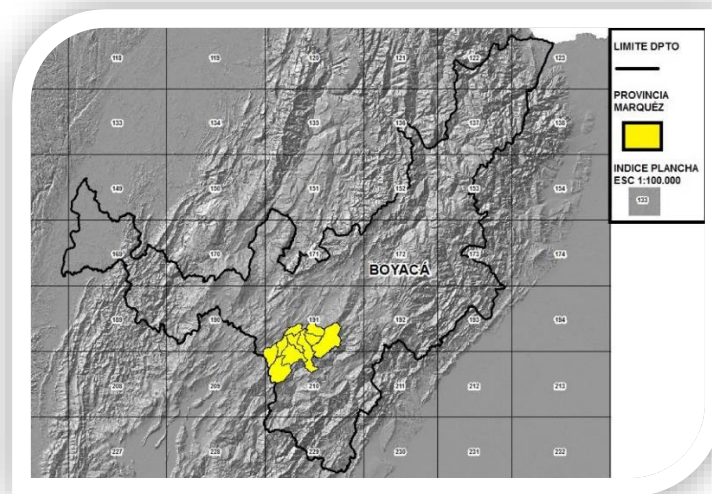 LIMITE DPTO
PROVINCIA
MARQUÉZ
INDICE PLANCHA
ESC 1:100.000
123
118 119 120 121 122 123
133 134 135 136 137 138
149 150 151 152 153 154
169 170 171 172 173 174
BOYACÁ
189 190 191 192 193 194
208 209 210 211 212 213
227 228 229 230 231 232